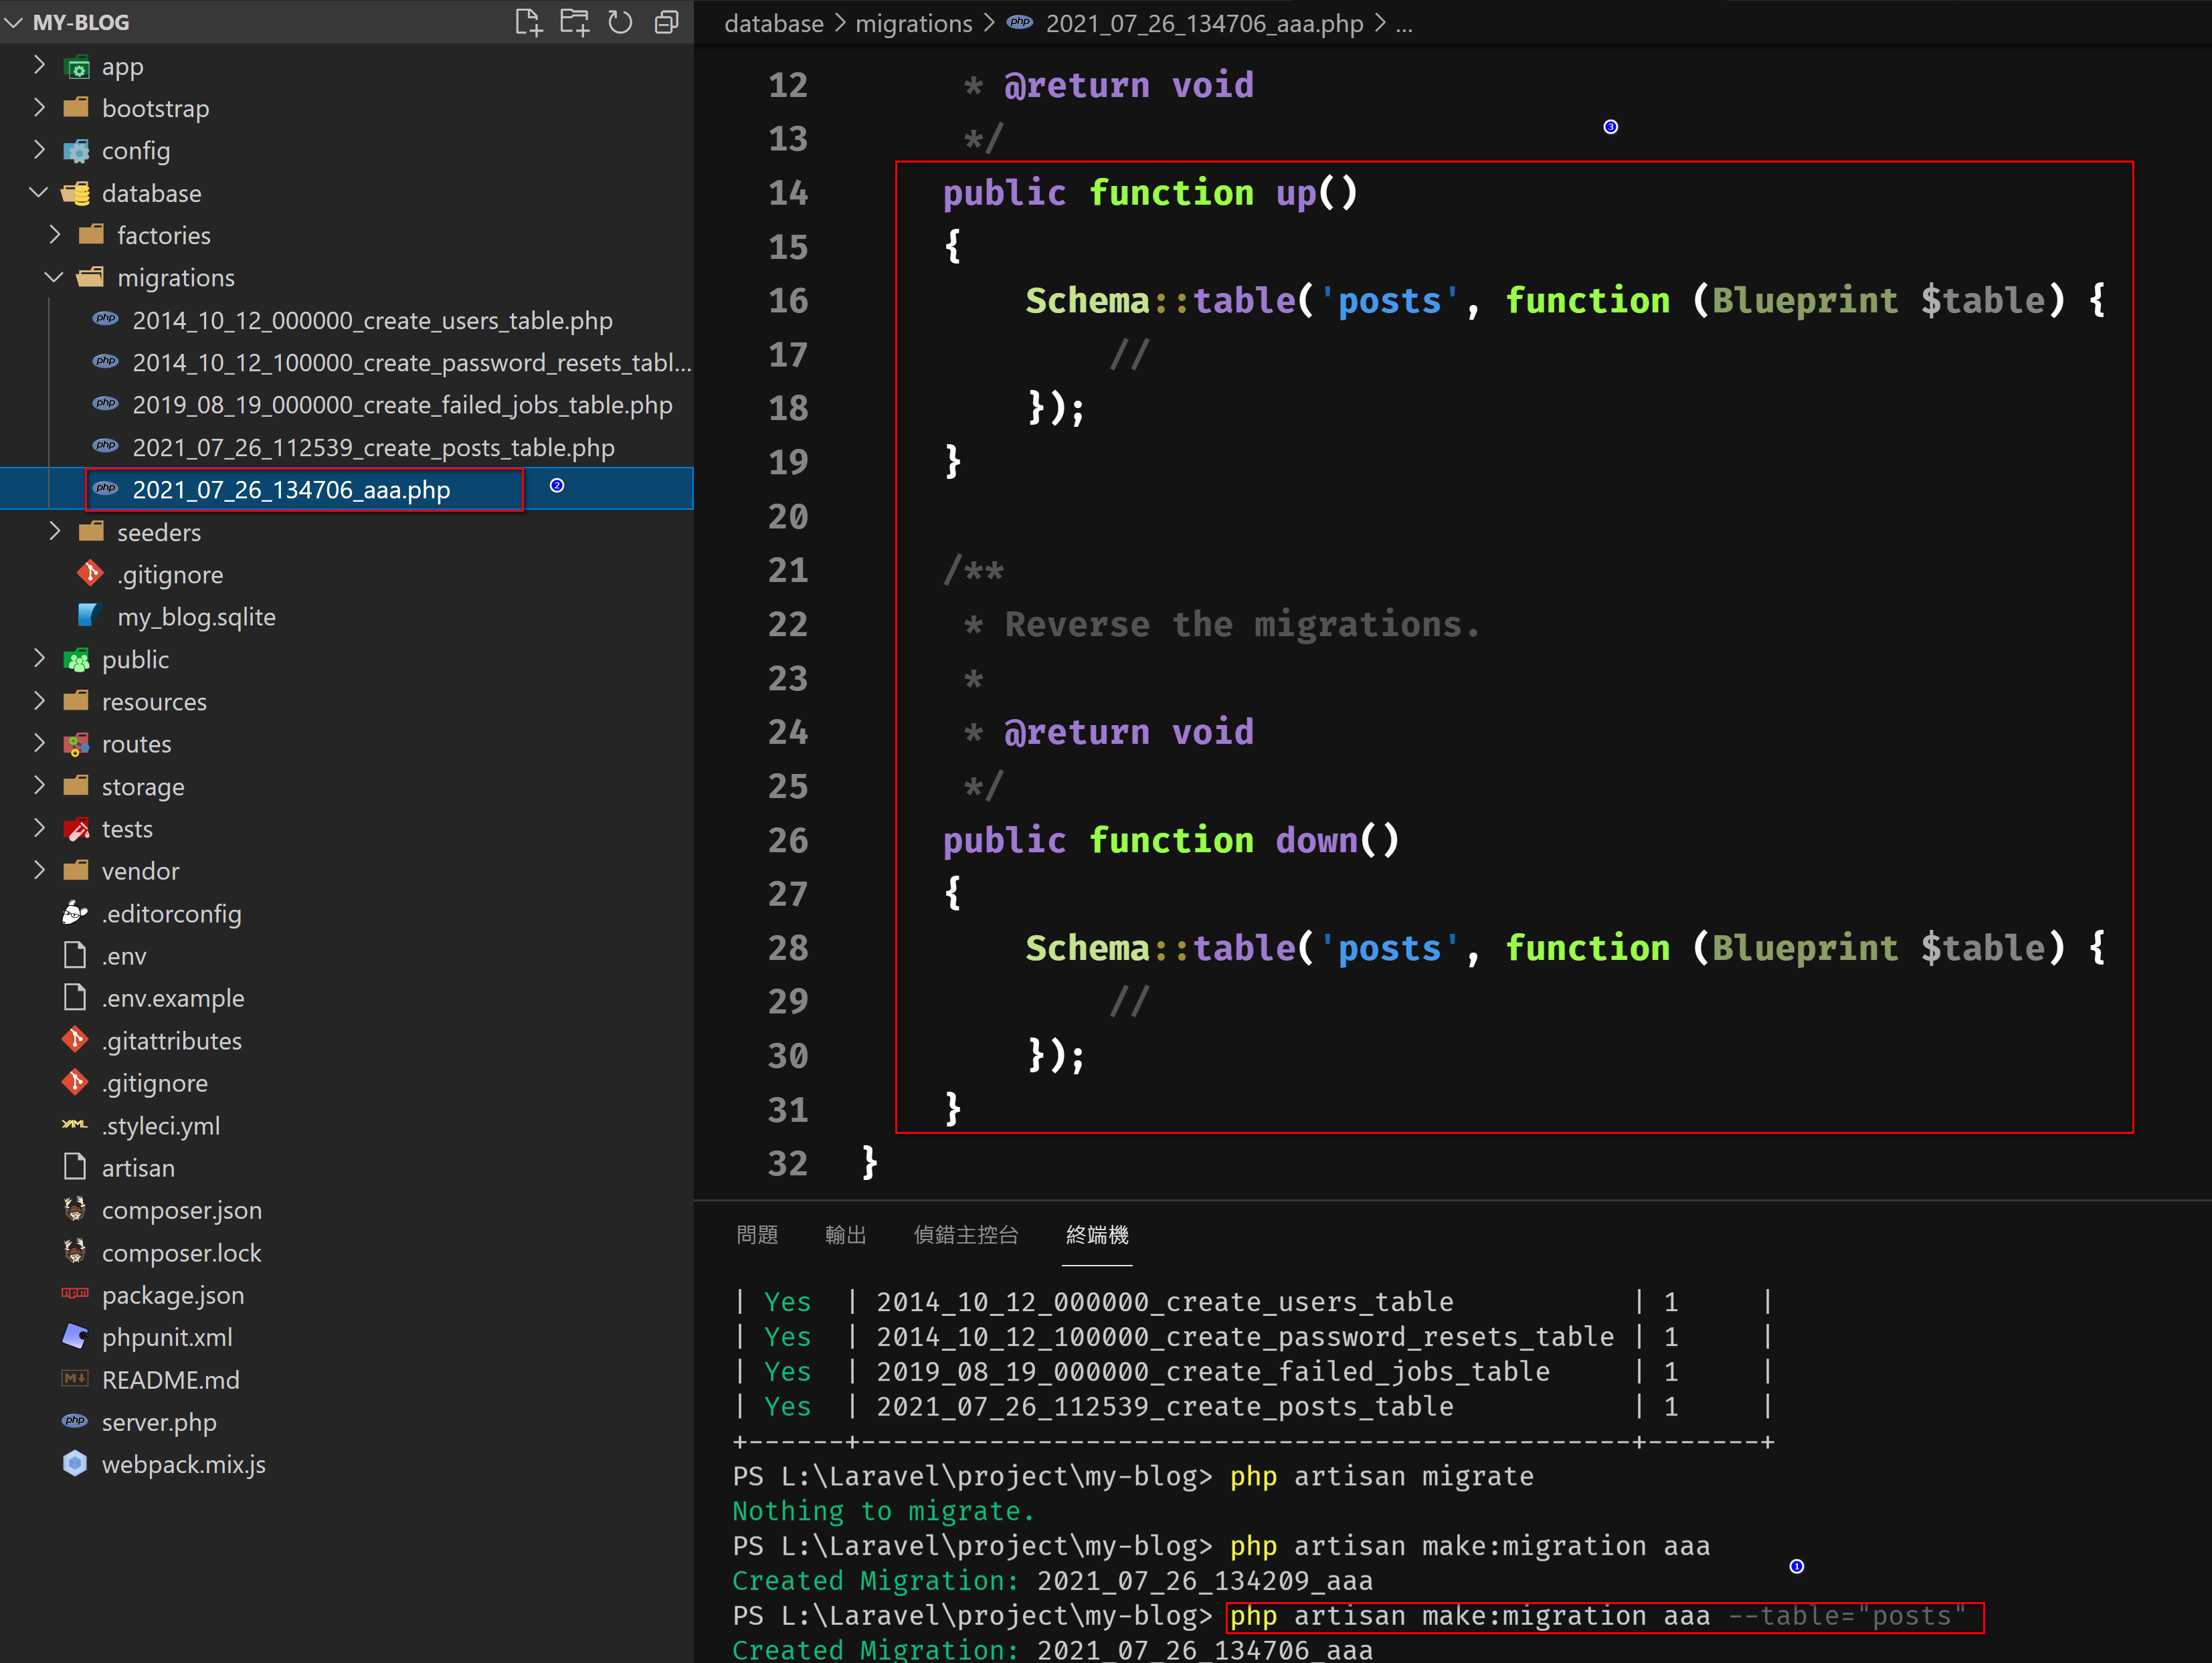 MY-BLOG
app
bootstrap
config
database
factories
migrations
2014_10_12_000000_create_users_table.php
2014_10_12_100000_create_password_resets_tabl...
2019_08_19_000000_create_failed_jobs_table.php
2021_07_26_112539_create_posts_table.php
2021_07_26_134706_aaa.php
2
seeders
.gitignore
my_blog.sqlite
public
resources
routes
storage
tests
vendor
.editorconfig
.env
.env.example
.gitattributes
.gitignore
.styleci.yml
artisan
composer.json
composer.lock
package.json
phpunit.xml
README.md
server.php
webpack.mix.js
database > migrations > php 2021_07_26_134706_aaa.php > ...
12 * @return void
13 */
3
14 public function up()
15 {
16 Schema::table('posts', function (Blueprint $table) {
17 //
18 });
19 }
20
21 /**
22 * Reverse the migrations.
23 *
24 * @return void
25 */
26 public function down()
27 {
28 Schema::table('posts', function (Blueprint $table) {
29 //
30 });
31 }
32 }
問題 輸出 偵錯主控台 終端機
| Yes | 2014_10_12_000000_create_users_table | 1 |
| Yes | 2014_10_12_100000_create_password_resets_table | 1 |
| Yes | 2019_08_19_000000_create_failed_jobs_table | 1 |
| Yes | 2021_07_26_112539_create_posts_table | 1 |
+------+------------------------------------------------+-------+
PS L:\Laravel\project\my-blog> php artisan migrate
Nothing to migrate.
PS L:\Laravel\project\my-blog> php artisan make:migration aaa
1
Created Migration: 2021_07_26_134209_aaa
PS L:\Laravel\project\my-blog> php artisan make:migration aaa --table="posts"
Created Migration: 2021_07_26_134706_aaa